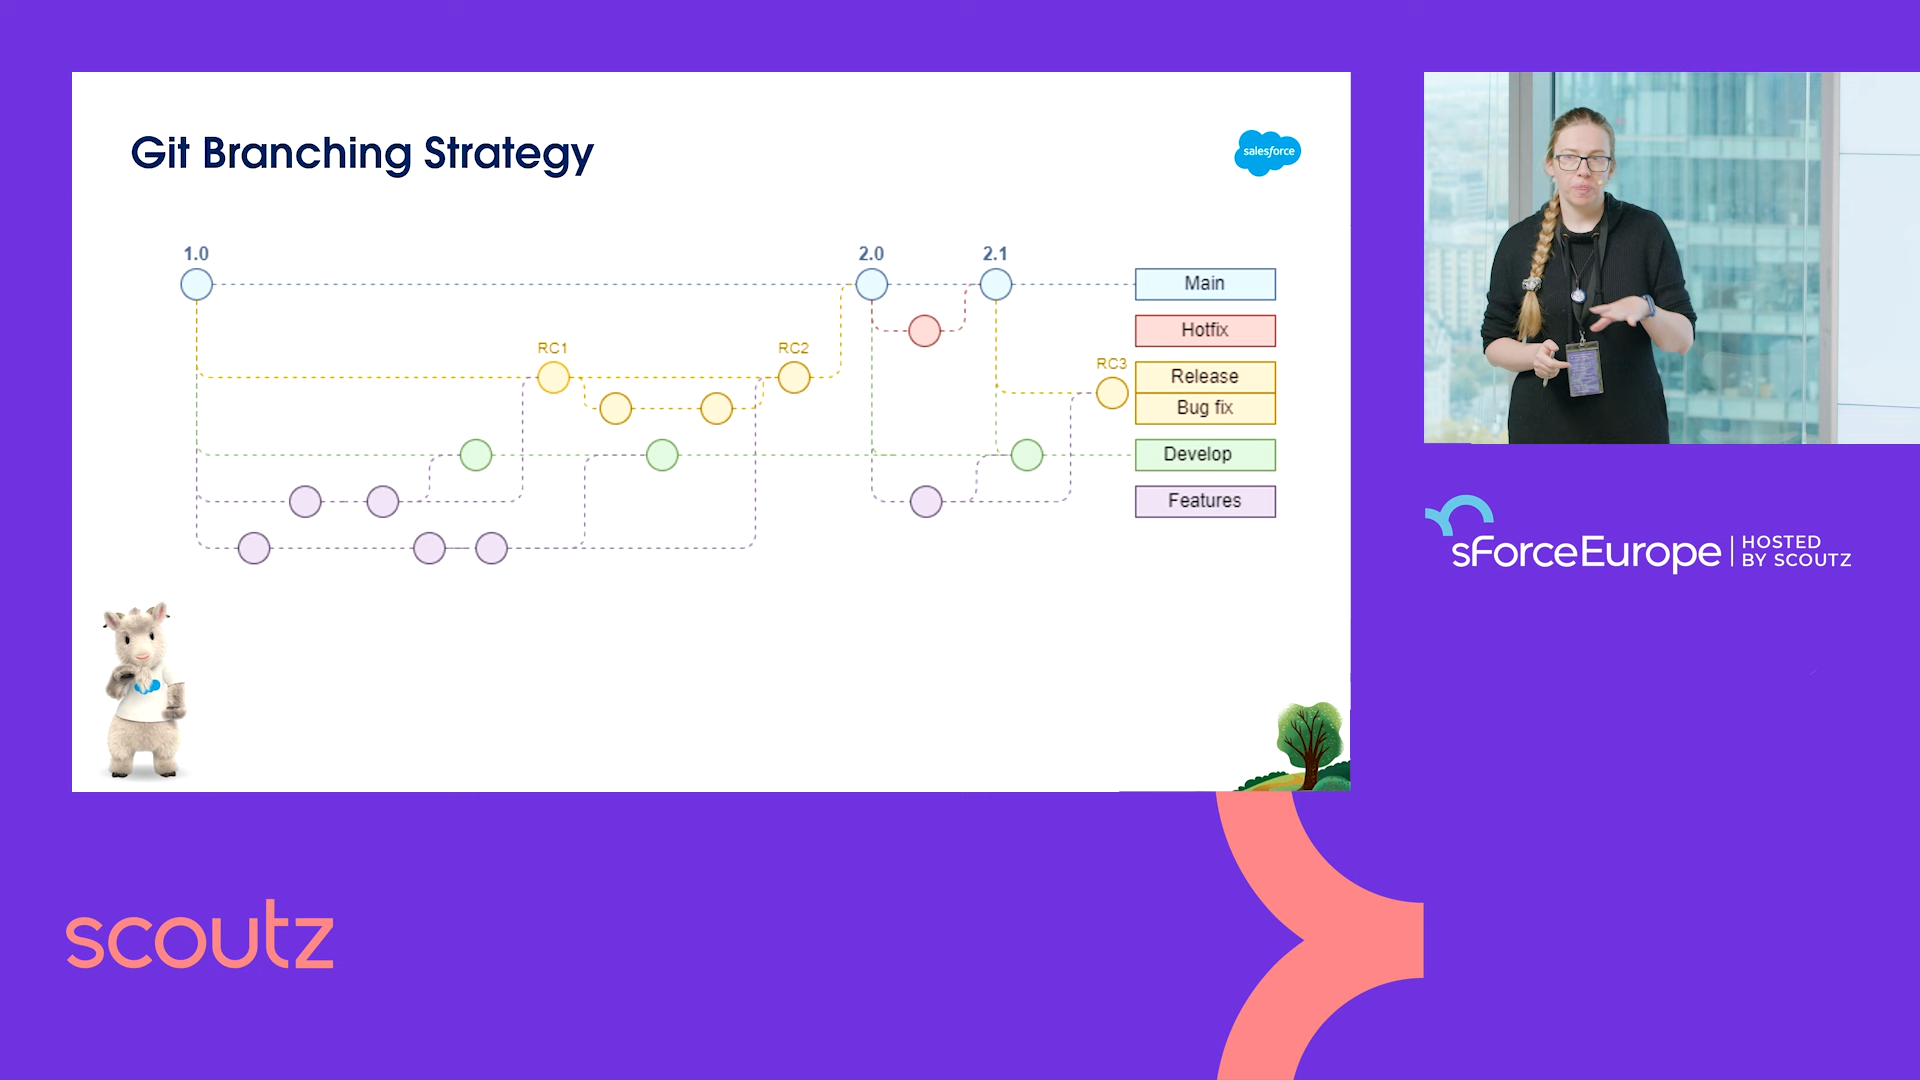 Git Branching Strategy
salesforce
1.0
2.0
2.1
Main
Hotfix
RC1
RC2
RC3
Release
Bug fix
Develop
Features
sForceEurope | HOSTED BY SCOUTZ
scoutz